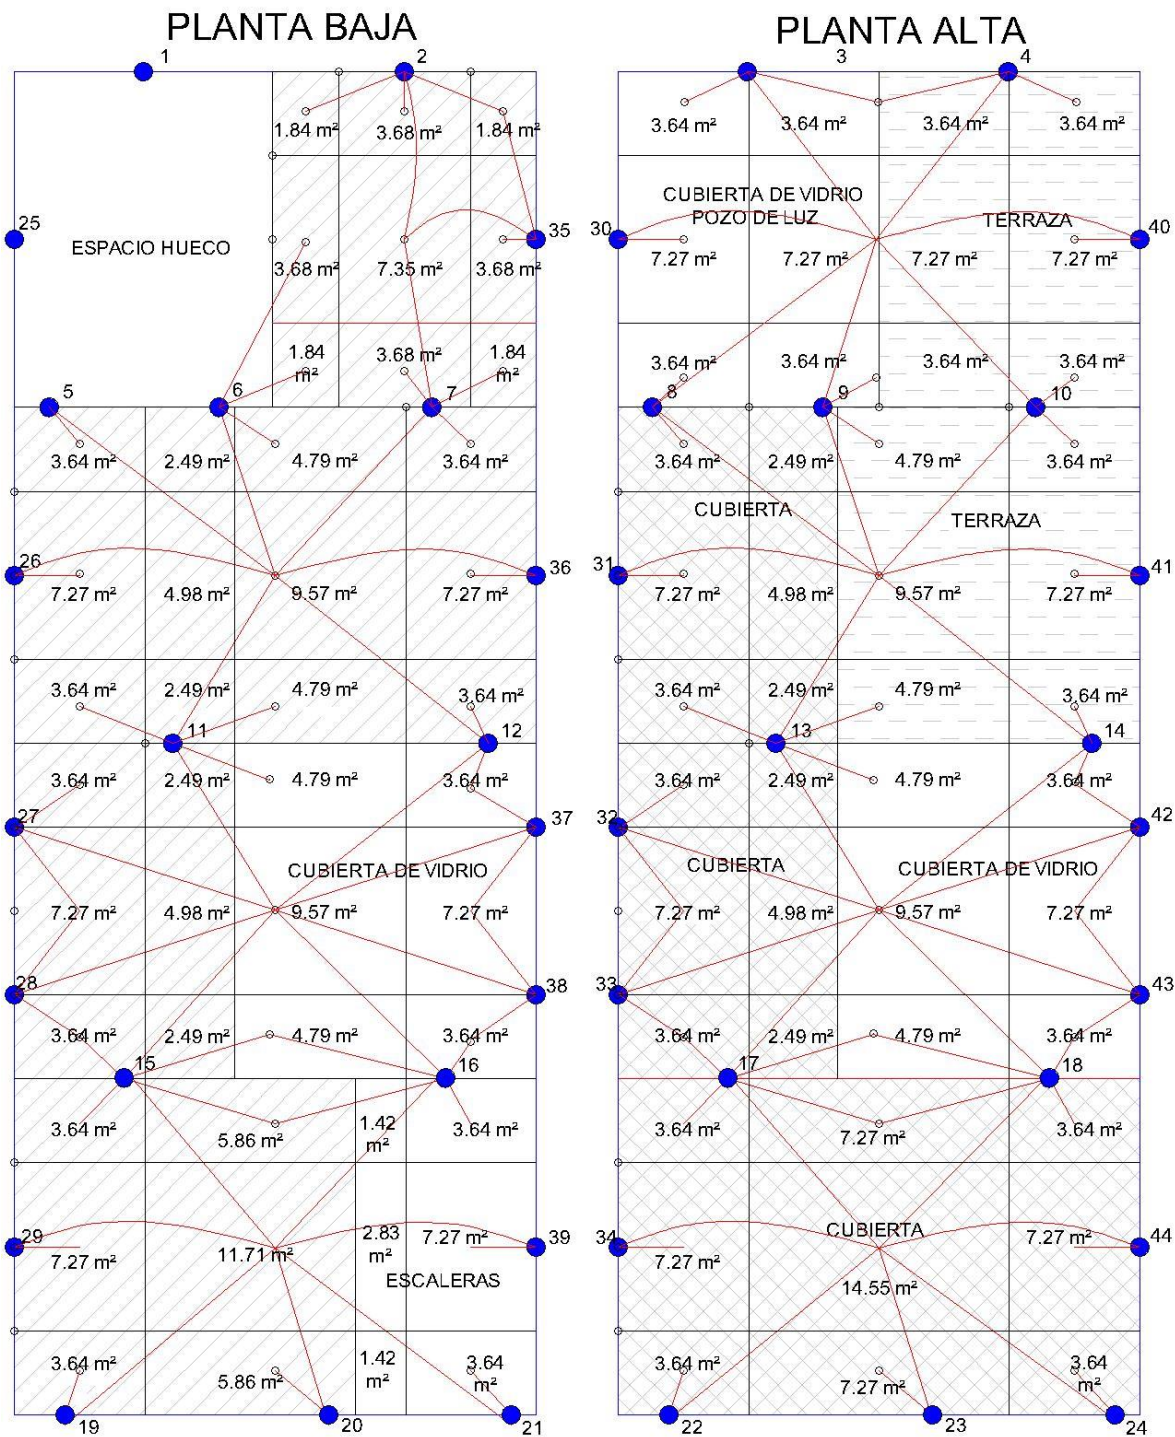 PLANTA BAJA
PLANTA ALTA
1
2
3
4
1.84 m²
3.68 m²
1.84 m²
3.64 m²
3.64 m²
3.64 m²
3.64 m²
25
35
30
40
ESPACIO HUECO
CUBIERTA DE VIDRIO
POZO DE LUZ
TERRAZA
3.68 m²
7.35 m²
3.68 m²
7.27 m²
7.27 m²
7.27 m²
7.27 m²
1.84
m²
3.68 m²
1.84
m²
3.64 m²
3.64 m²
3.64 m²
3.64 m²
5
6
7
8
9
10
3.64 m²
2.49 m²
4.79 m²
3.64 m²
3.64 m²
2.49 m²
4.79 m²
3.64 m²
CUBIERTA
TERRAZA
26
36
31
41
7.27 m²
4.98 m²
9.57 m²
7.27 m²
7.27 m²
4.98 m²
9.57 m²
7.27 m²
3.64 m²
2.49 m²
4.79 m²
3.64 m²
3.64 m²
2.49 m²
4.79 m²
3.64 m²
11
12
13
14
3.64 m²
2.49 m²
4.79 m²
3.64 m²
3.64 m²
2.49 m²
4.79 m²
3.64 m²
27
37
32
42
CUBIERTA DE VIDRIO
CUBIERTA
CUBIERTA DE VIDRIO
7.27 m²
4.98 m²
9.57 m²
7.27 m²
7.27 m²
4.98 m²
9.57 m²
7.27 m²
28
38
33
43
3.64 m²
2.49 m²
4.79 m²
3.64 m²
3.64 m²
2.49 m²
4.79 m²
3.64 m²
15
16
17
18
3.64 m²
5.86 m²
1.42
m²
3.64 m²
3.64 m²
7.27 m²
3.64 m²
29
39
34
44
7.27 m²
11.71 m²
2.83
m²
7.27 m²
ESCALERAS
7.27 m²
CUBIERTA
14.55 m²
7.27 m²
3.64 m²
5.86 m²
1.42
m²
3.64
m²
3.64 m²
7.27 m²
3.64
m²
19
20
21
22
23
24